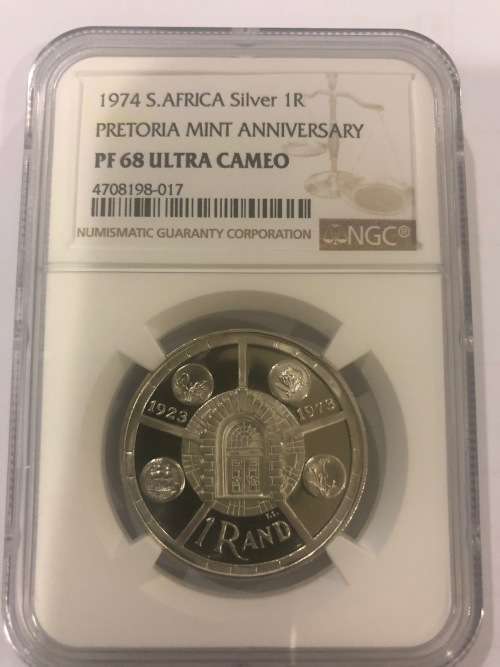 1974 S.AFRICA Silver 1R
PRETORIA MINT ANNIVERSARY
PF 68 ULTRA CAMEO
4708198-017
NUMISMATIC GUARANTY CORPORATION
NGC®
1923 1973
1 RAND